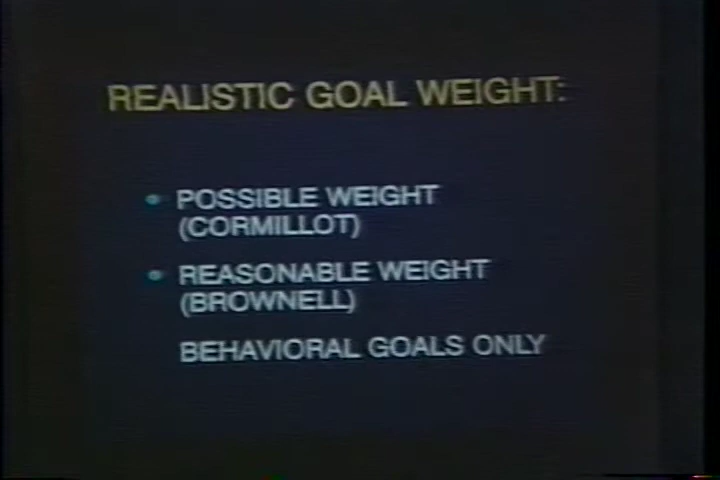 REALISTIC GOAL WEIGHT:
• POSSIBLE WEIGHT
(CORMILLOT)
• REASONABLE WEIGHT
(BROWNELL)
BEHAVIORAL GOALS ONLY